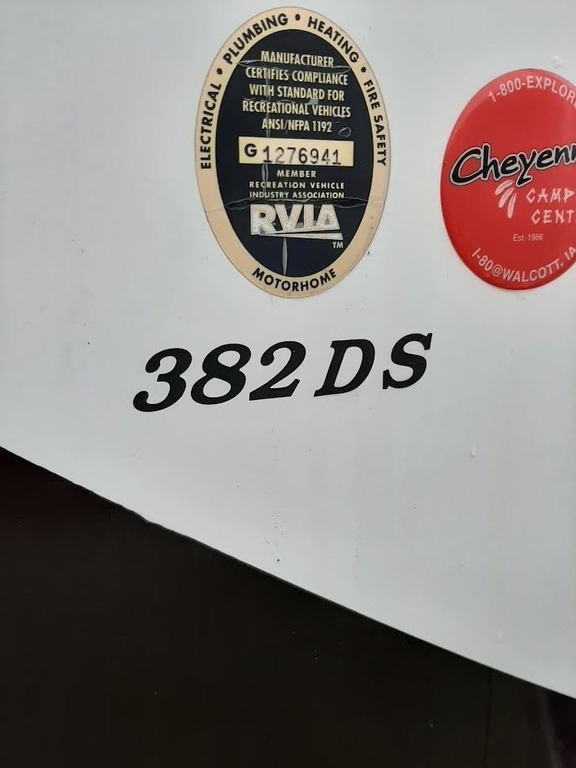 ELECTRICAL • PLUMBING • HEATING • FIRE SAFETY
MANUFACTURER
CERTIFIES COMPLIANCE
WITH STANDARD FOR
RECREATIONAL VEHICLES
ANSI/NFPA 1192
G 1276941
MEMBER
RECREATION VEHICLE
INDUSTRY ASSOCIATION
RVIA
TM
MOTORHOME
1-800-EXPLOR
Cheyenn
CAMP
CENT
Est. 1966
I-80@WALCOTT, IA
382 DS